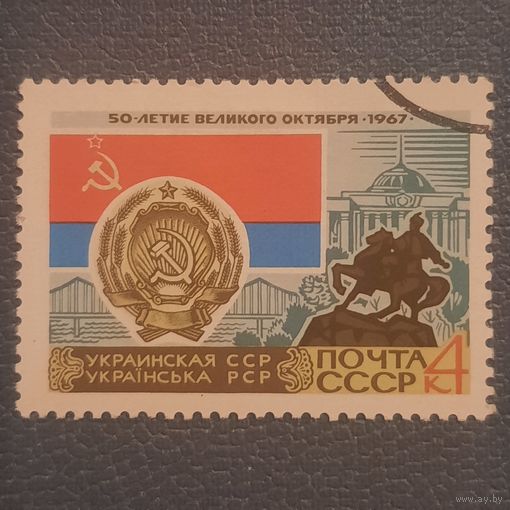 50-ЛЕТИЕ ВЕЛИКОГО ОКТЯБРЯ · 1967 ·
УКРАИНСКАЯ ССР
УКРАЇНСЬКА РСР
ПОЧТА
СССР
4
К
www.ay.by